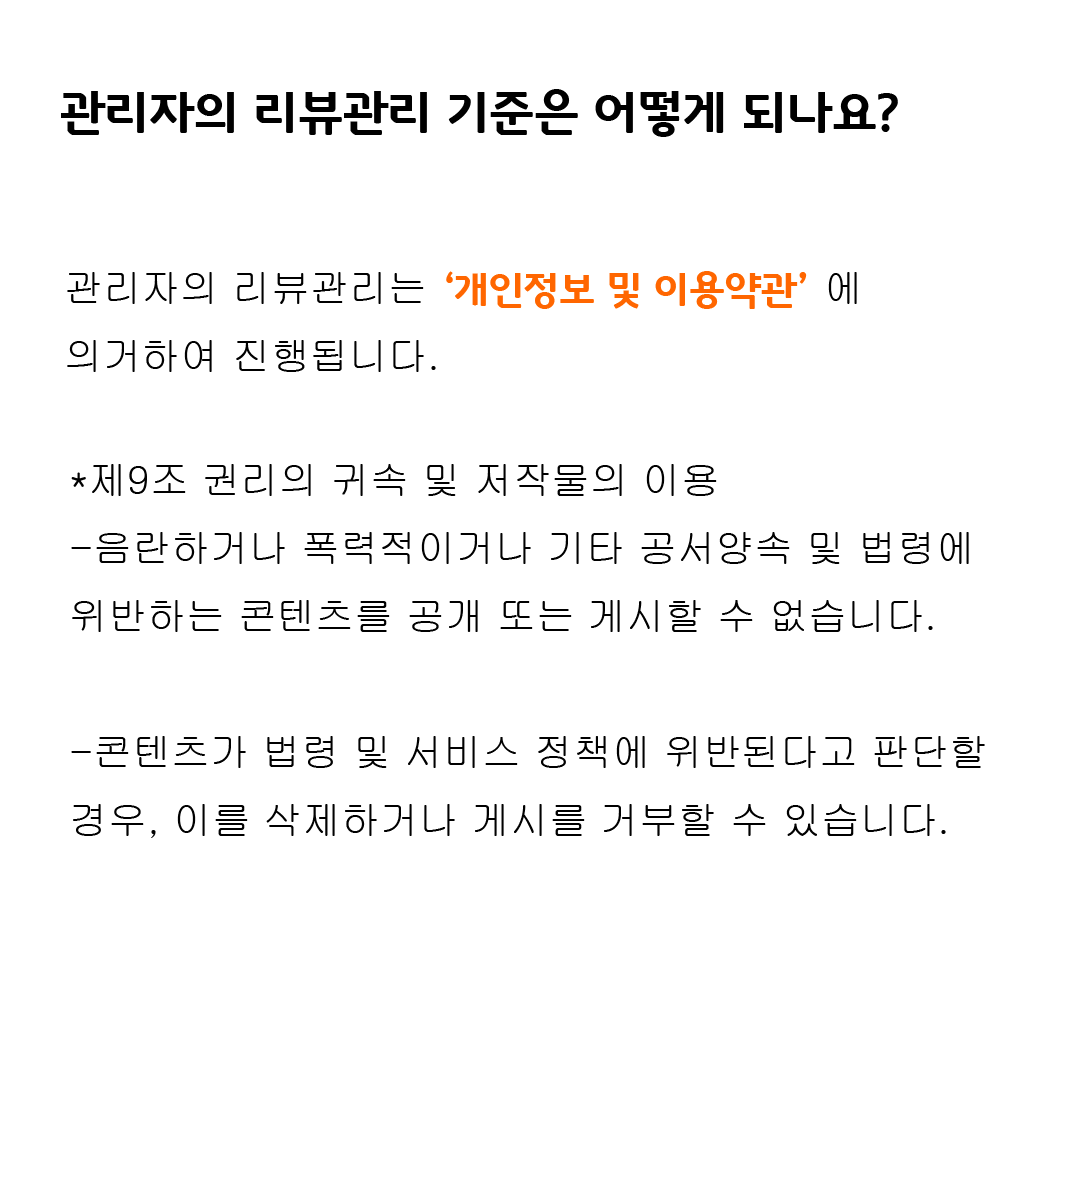 관리자의 리뷰관리 기준은 어떻게 되나요?
관리자의 리뷰관리는 ‘개인정보 및 이용약관’ 에
의거하여 진행됩니다.
*제9조 권리의 귀속 및 저작물의 이용
-음란하거나 폭력적이거나 기타 공서양속 및 법령에
위반하는 콘텐츠를 공개 또는 게시할 수 없습니다.
-콘텐츠가 법령 및 서비스 정책에 위반된다고 판단할
경우, 이를 삭제하거나 게시를 거부할 수 있습니다.